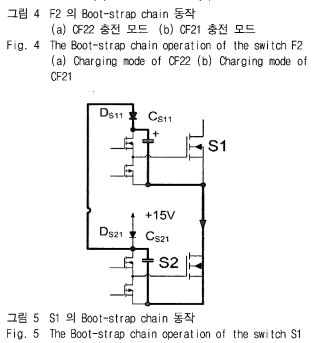 그림 4 F2 의 Boot-strap chain 동작
(a) CF22 충전 모드 (b) CF21 충전 모드
Fig. 4 The Boot-strap chain operation of the switch F2
(a) Charging mode of CF22 (b) Charging mode of
CF21
DS11 CS11
+
S1
+15V
DS21 CS21
S2
그림 5 S1 의 Boot-strap chain 동작
Fig. 5 The Boot-strap chain operation of the switch S1